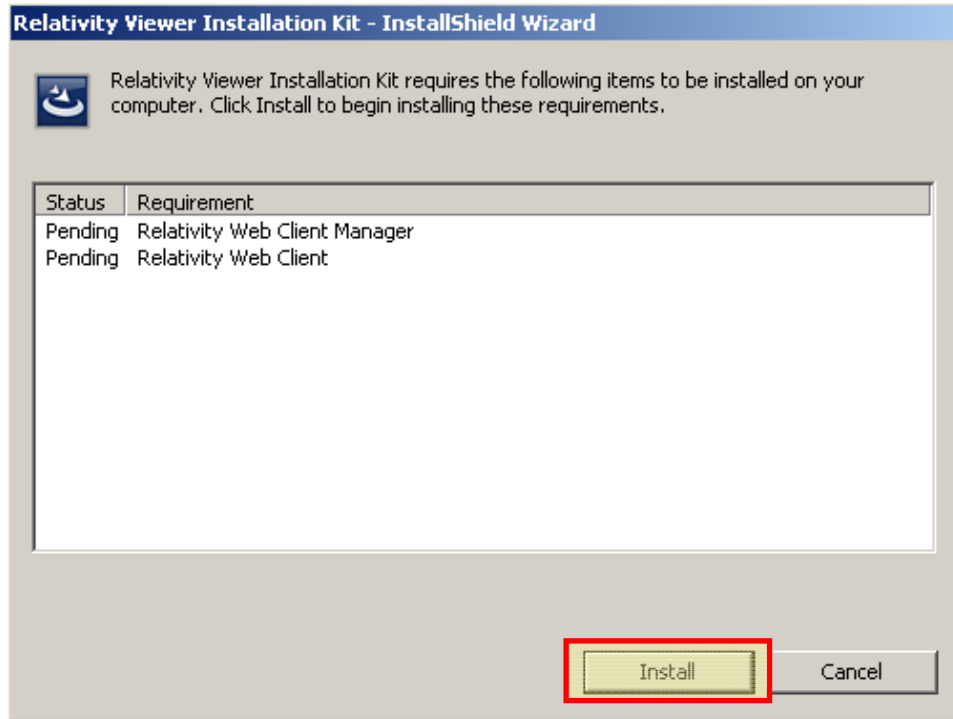 Relativity Viewer Installation Kit - InstallShield Wizard
Relativity Viewer Installation Kit requires the following items to be installed on your
computer. Click Install to begin installing these requirements.
Status Requirement
Pending Relativity Web Client Manager
Pending Relativity Web Client
Install Cancel